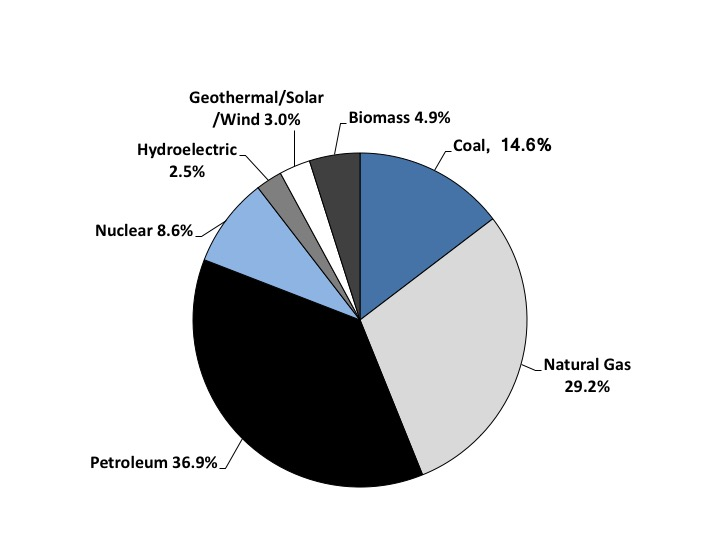 Geothermal/Solar
/Wind 3.0%
Biomass 4.9%
Coal, 14.6%
Hydroelectric
2.5%
Nuclear 8.6%
Natural Gas
29.2%
Petroleum 36.9%